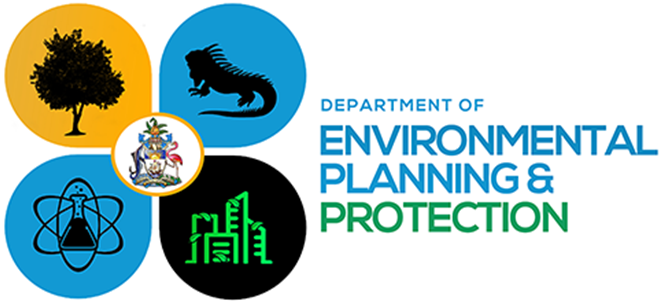 DEPARTMENT OF
ENVIRONMENTAL
PLANNING &
PROTECTION